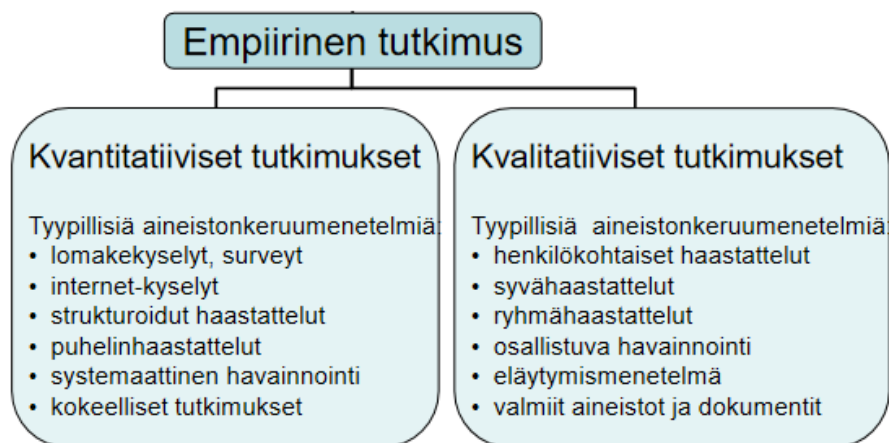 Empiirinen tutkimus
Kvantitatiiviset tutkimukset
Tyypillisiä aineistonkeruumenetelmiä:
• lomakekyselyt, surveyt
• internet-kyselyt
• strukturoidut haastattelut
• puhelinhaastattelut
• systemaattinen havainnointi
• kokeelliset tutkimukset
Kvalitatiiviset tutkimukset
Tyypillisiä aineistonkeruumenetelmiä:
• henkilökohtaiset haastattelut
• syvähaastattelut
• ryhmähaastattelut
• osallistuva havainnointi
• eläytymismenetelmä
• valmiit aineistot ja dokumentit